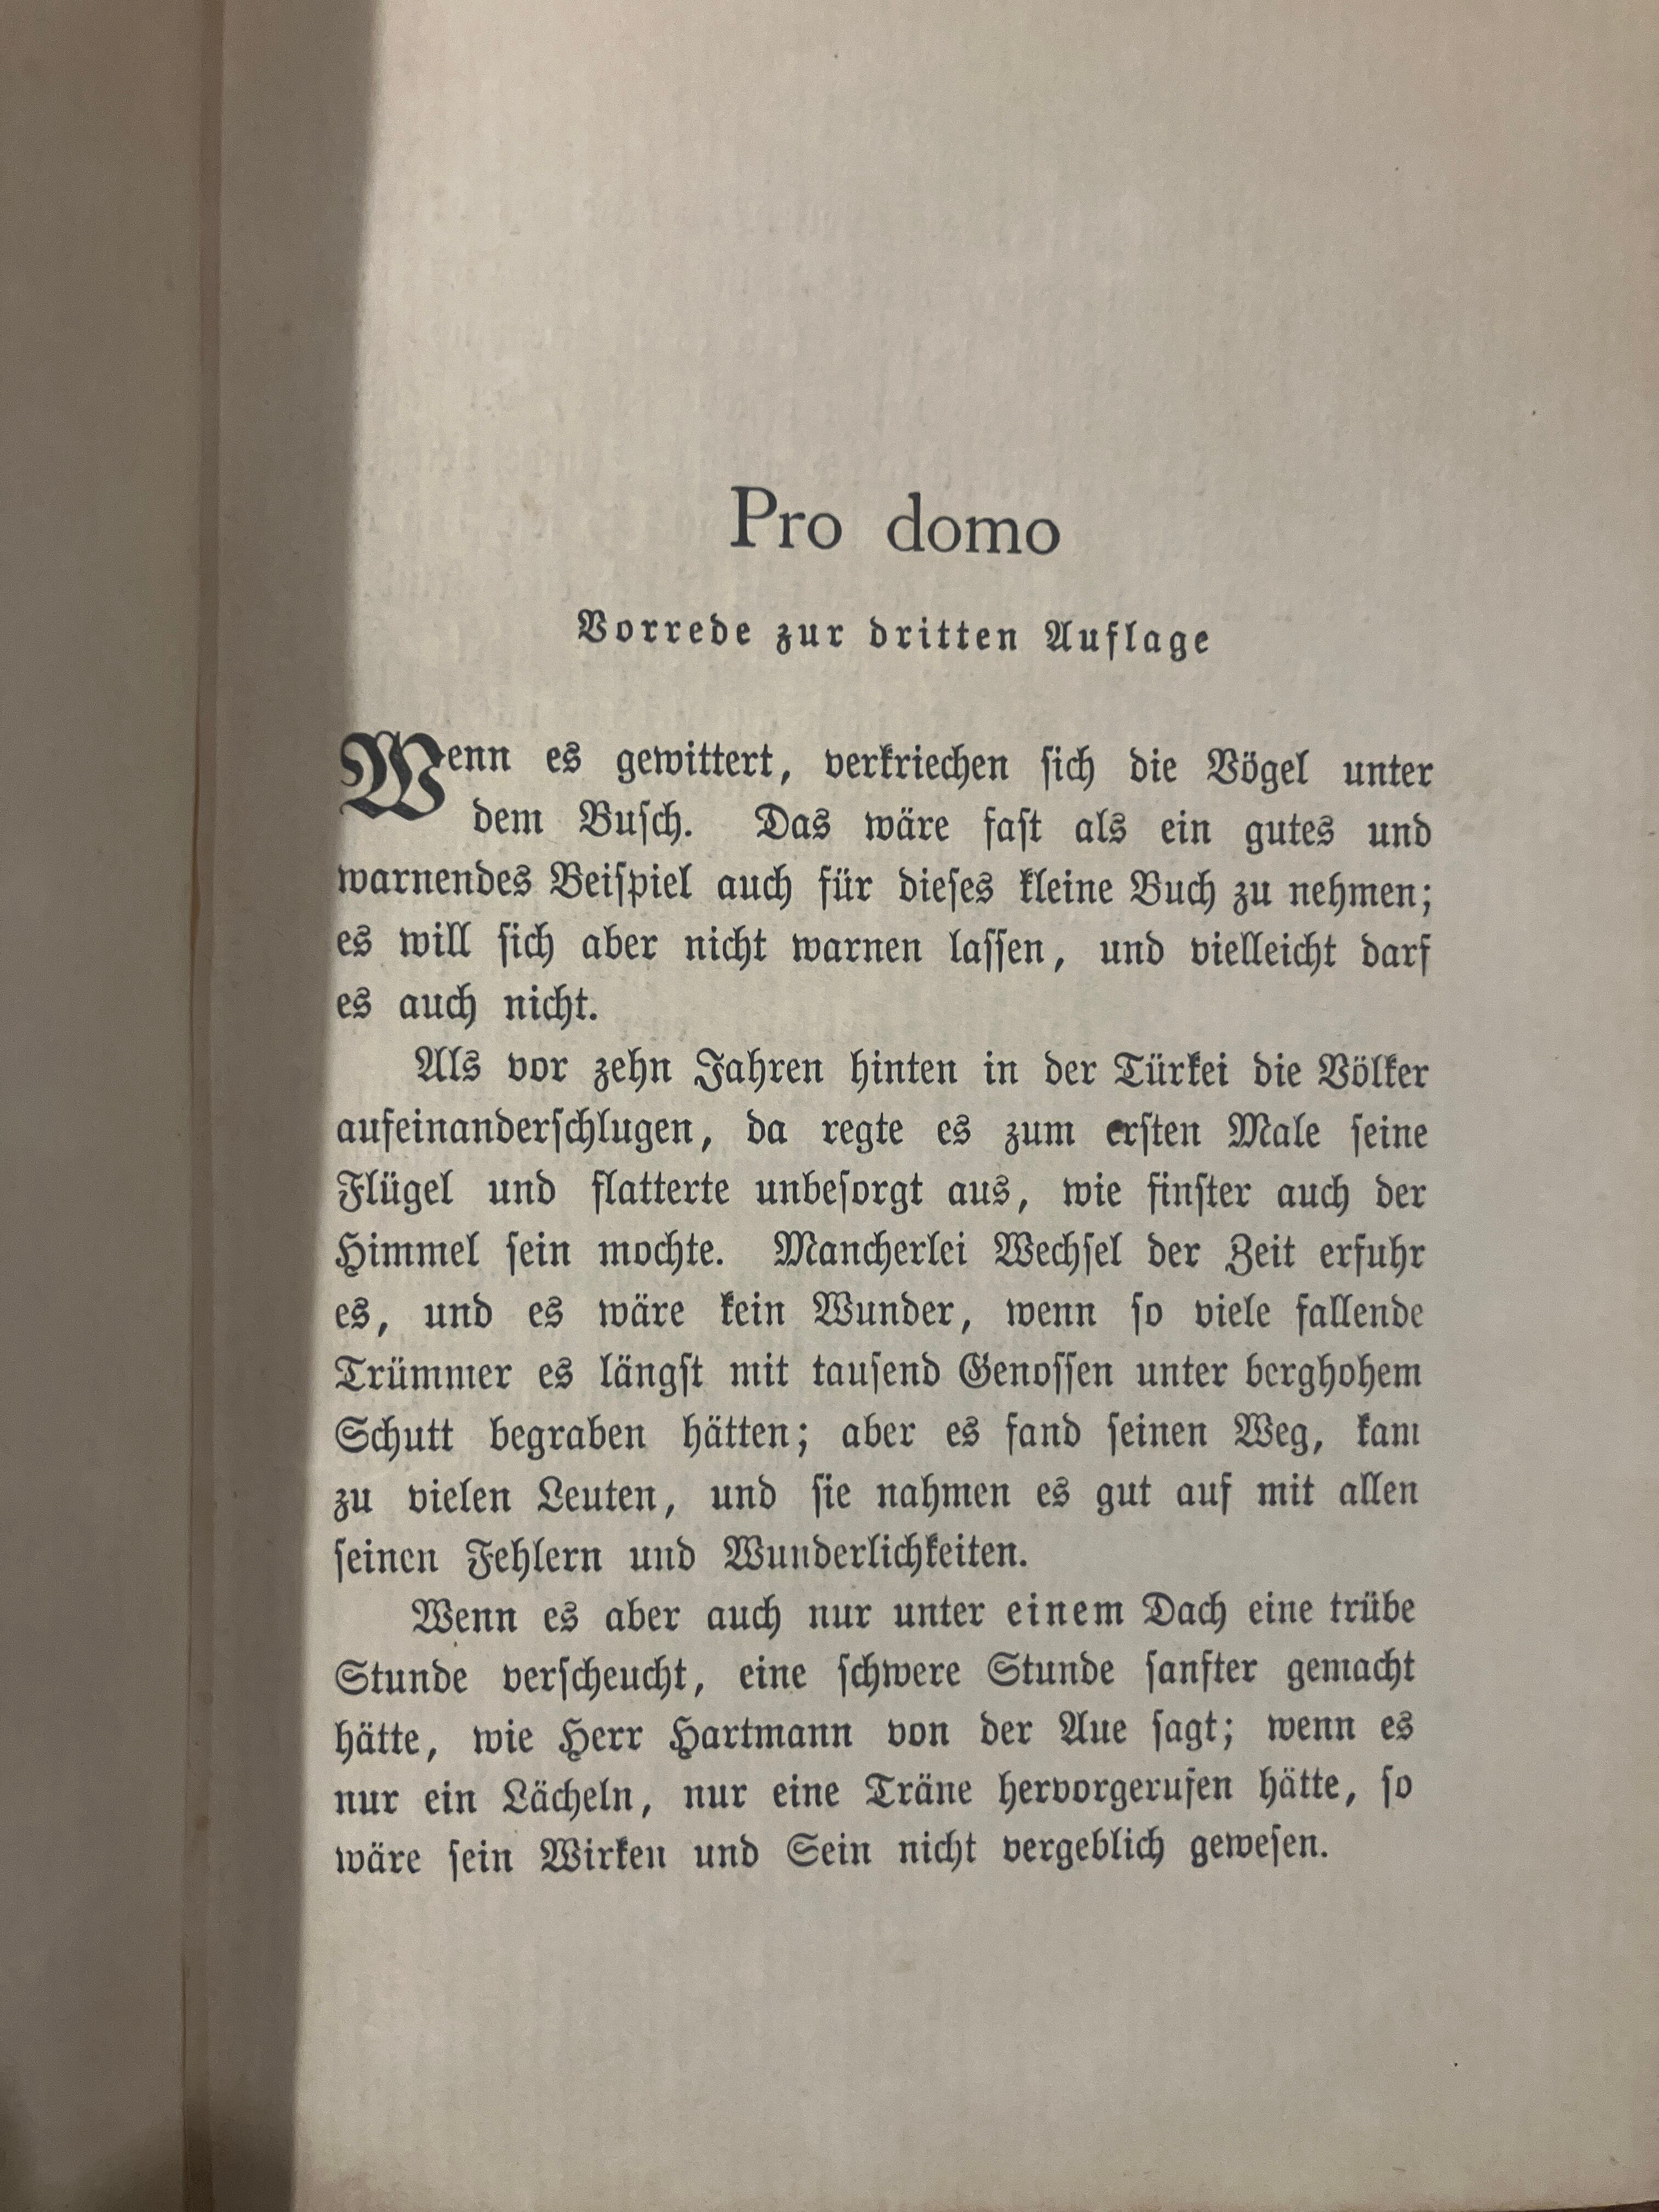 Pro domo
Vorrede zur dritten Auflage
Wenn es gewittert, verkriechen sich die Vögel unter
dem Busch. Das wäre fast als ein gutes und
warnendes Beispiel auch für dieses kleine Buch zu nehmen;
es will sich aber nicht warnen lassen, und vielleicht darf
es auch nicht.
Als vor zehn Jahren hinten in der Türkei die Völker
aufeinanderschlugen, da regte es zum ersten Male seine
Flügel und flatterte unbesorgt aus, wie finster auch der
Himmel sein mochte. Mancherlei Wechsel der Zeit erfuhr
es, und es wäre kein Wunder, wenn so viele fallende
Trümmer es längst mit tausend Genossen unter berghohem
Schutt begraben hätten; aber es fand seinen Weg, kam
zu vielen Leuten, und sie nahmen es gut auf mit allen
seinen Fehlern und Wunderlichkeiten.
Wenn es aber auch nur unter einem Dach eine trübe
Stunde verscheucht, eine schwere Stunde sanfter gemacht
hätte, wie Herr Hartmann von der Aue sagt; wenn es
nur ein Lächeln, nur eine Träne hervorgerufen hätte, so
wäre sein Wirken und Sein nicht vergeblich gewesen.